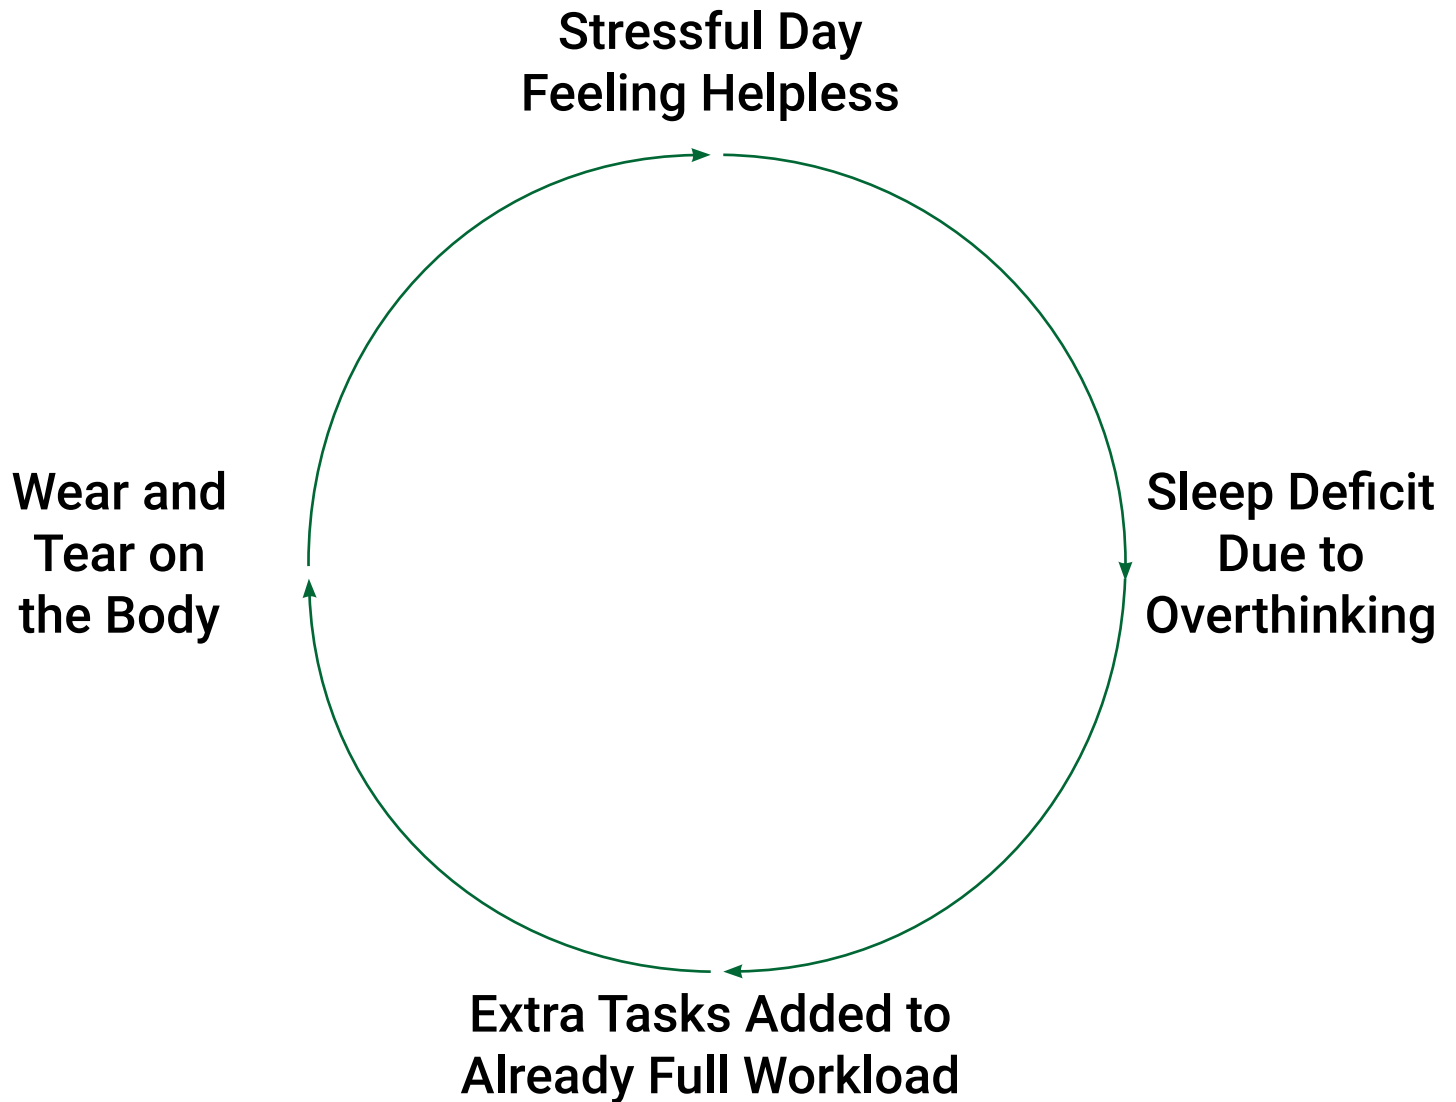 Stressful Day
Feeling Helpless
Sleep Deficit
Due to
Overthinking
Extra Tasks Added to
Already Full Workload
Wear and
Tear on
the Body